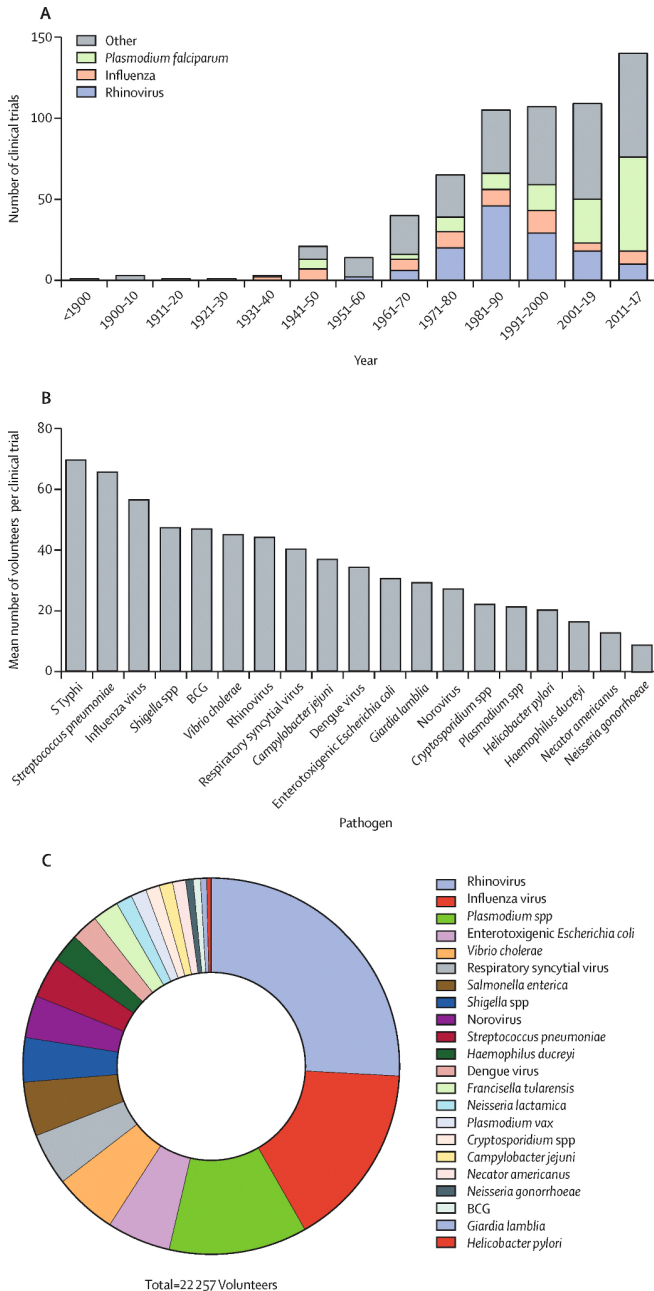 A
150
100
50
0
Number of clinical trials
Other
Plasmodium falciparum
Influenza
Rhinovirus
<1900
1900–10
1911–20
1921–30
1931–40
1941–50
1951–60
1961–70
1971–80
1981–90
1991–2000
2001–19
2011–17
Year
B
80
60
40
20
0
Mean number of volunteers per clinical trial
S Typhi
Streptococcus pneumoniae
Influenza virus
Shigella spp
BCG
Vibrio cholerae
Rhinovirus
Respiratory syncytial virus
Campylobacter jejuni
Dengue virus
Enterotoxigenic Escherichia coli
Giardia lamblia
Norovirus
Cryptosporidium spp
Plasmodium spp
Helicobacter pylori
Haemophilus ducreyi
Necator americanus
Neisseria gonorrhoeae
Pathogen
C
Rhinovirus
Influenza virus
Plasmodium spp
Enterotoxigenic Escherichia coli
Vibrio cholerae
Respiratory syncytial virus
Salmonella enterica
Shigella spp
Norovirus
Streptococcus pneumoniae
Haemophilus ducreyi
Dengue virus
Francisella tularensis
Neisseria lactamica
Plasmodium vax
Cryptosporidium spp
Campylobacter jejuni
Necator americanus
Neisseria gonorrhoeae
BCG
Giardia lamblia
Helicobacter pylori
Total=22 257 Volunteers